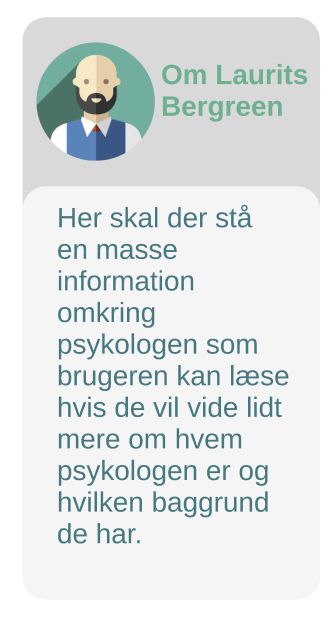 Om Laurits
Bergreen
Her skal der stå
en masse
information
omkring
psykologen som
brugeren kan læse
hvis de vil vide lidt
mere om hvem
psykologen er og
hvilken baggrund
de har.